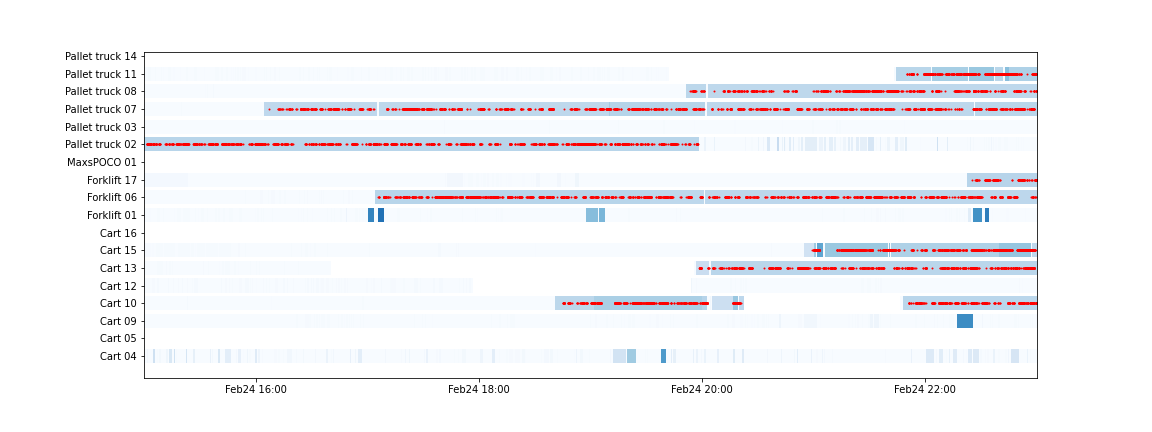 Pallet truck 14
Pallet truck 11
Pallet truck 08
Pallet truck 07
Pallet truck 03
Pallet truck 02
MaxsPOCO 01
Forklift 17
Forklift 06
Forklift 01
Cart 16
Cart 15
Cart 13
Cart 12
Cart 10
Cart 09
Cart 05
Cart 04
Feb24 16:00 Feb24 18:00 Feb24 20:00 Feb24 22:00